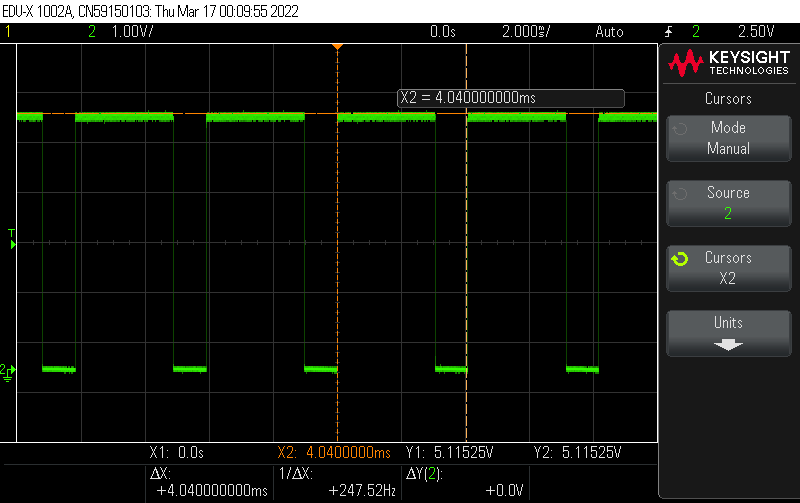 EDU-X 1002A, CN59150103: Thu Mar 17 00:09:55 2022
1 2 1.00V/ 0.0s 2.000ms/ Auto 2 2.50V
KEYSIGHT
TECHNOLOGIES
Cursors
X2 = 4.040000000ms
Mode
Manual
Source
2
Cursors
X2
Units
T
2
X1: 0.0s X2: 4.0400ms Y1: 5.11525V Y2: 5.11525V
ΔX: 1/ΔX: ΔY(2):
+4.040000000ms +247.52Hz +0.0V